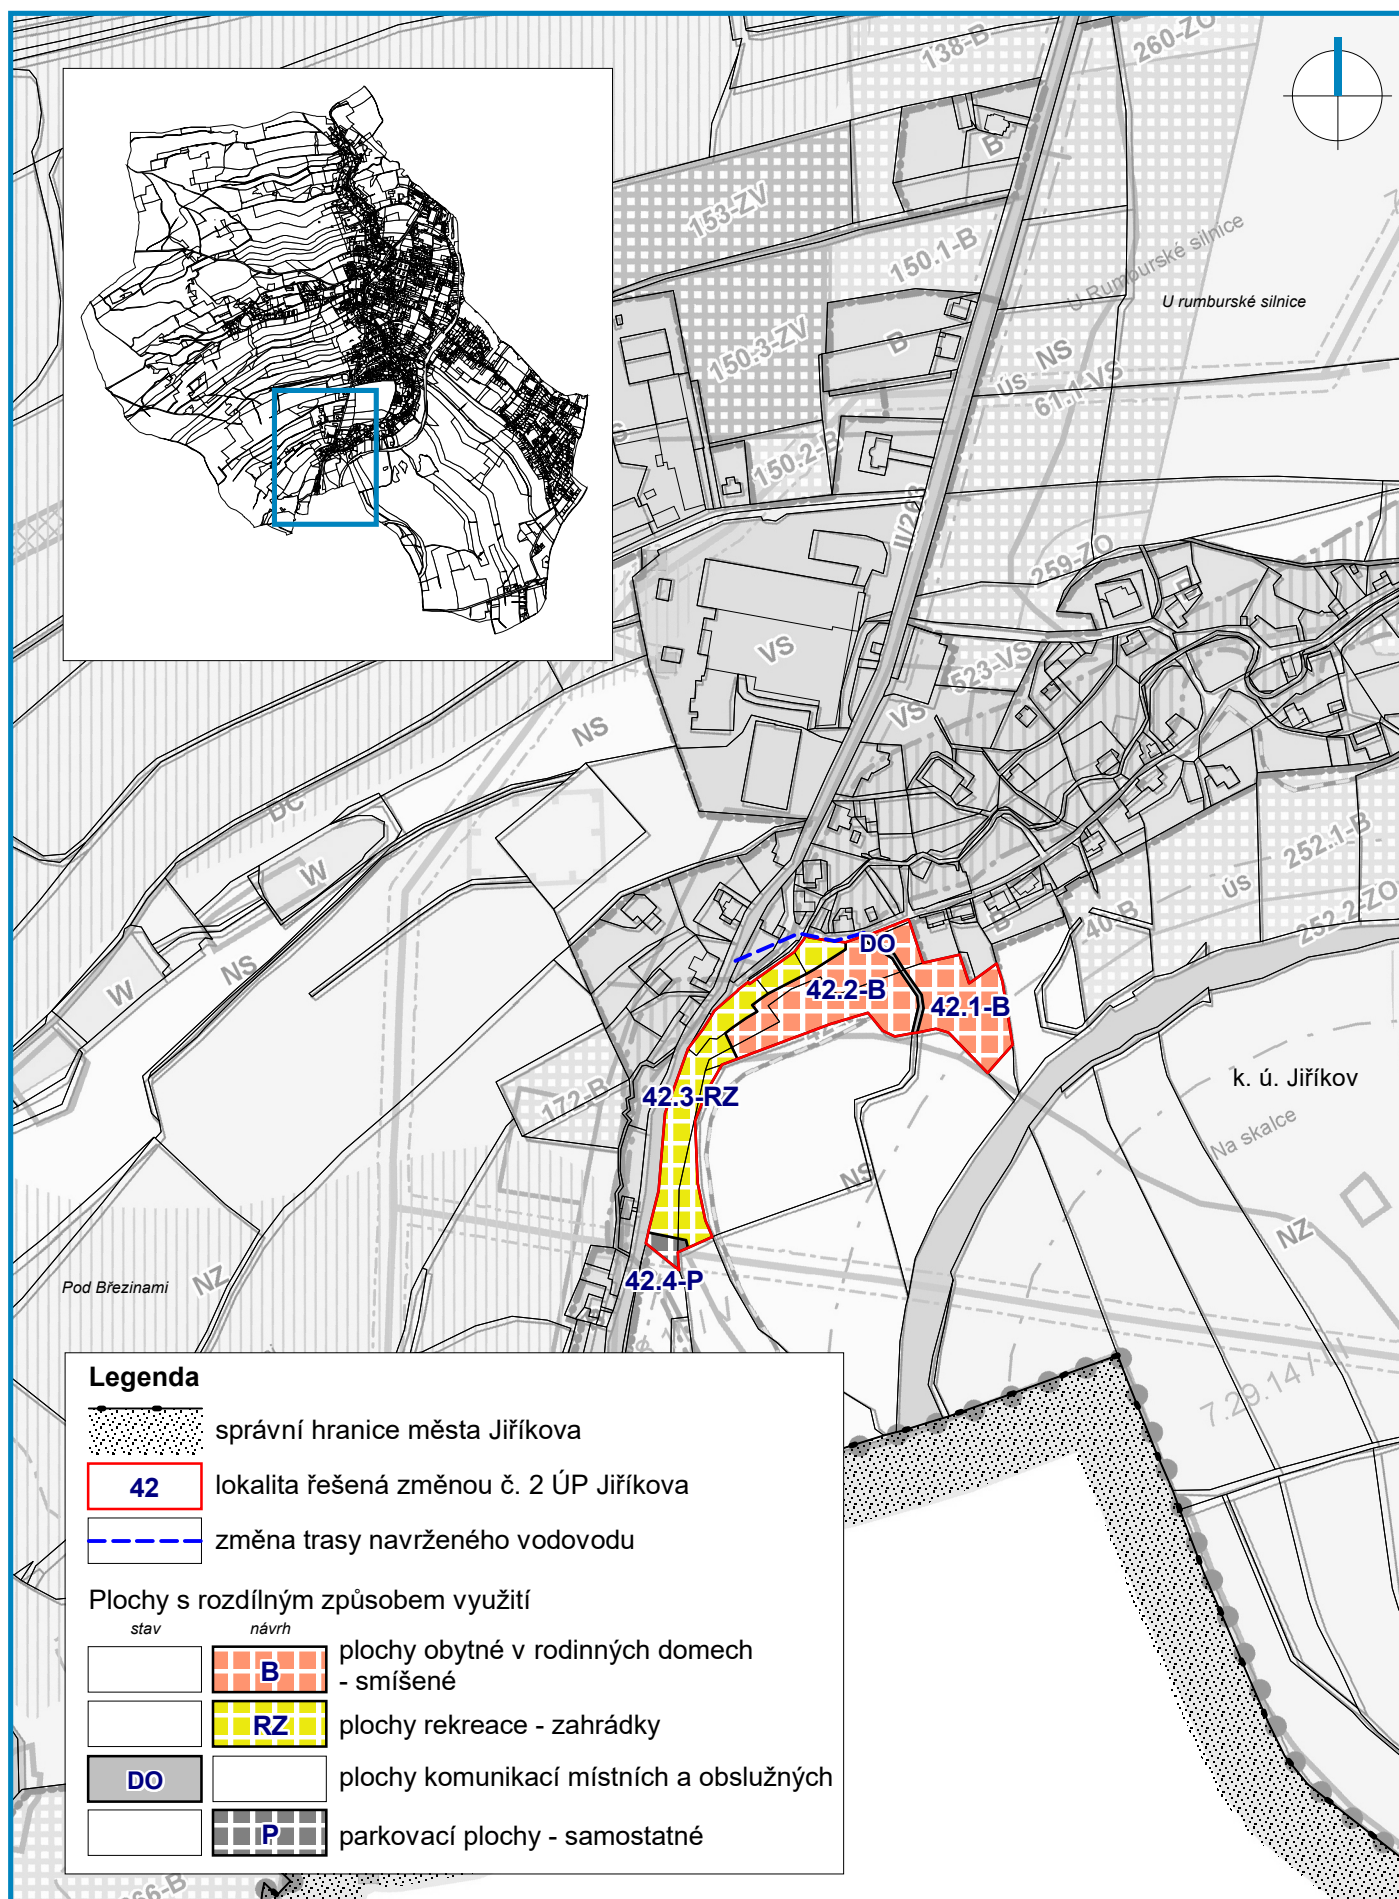 138-B
260-ZO
B
153-ZV
150.1-B
U Rumburské silnice
U rumburské silnice
150.3-ZV
B
ÚS
NS
61.1-VS
150.2-B
II/263
259-ZO
B
VS
523-VS
VS
NS
DC
W
252.1-B
ÚS
252.2-ZO
NS
W
B
40-B
DO
42.2-B
42.1-B
k. ú. Jiříkov
42.3-RZ
172-B
Na skalce
NS
NZ
Pod Březinami
NZ
42.4-P
7.29.14 /
Legenda
správní hranice města Jiříkova
42
lokalita řešená změnou č. 2 ÚP Jiříkova
změna trasy navrženého vodovodu
Plochy s rozdílným způsobem využití
stav
návrh
B
plochy obytné v rodinných domech
- smíšené
RZ
plochy rekreace - zahrádky
DO
plochy komunikací místních a obslužných
P
parkovací plochy - samostatné
66-B